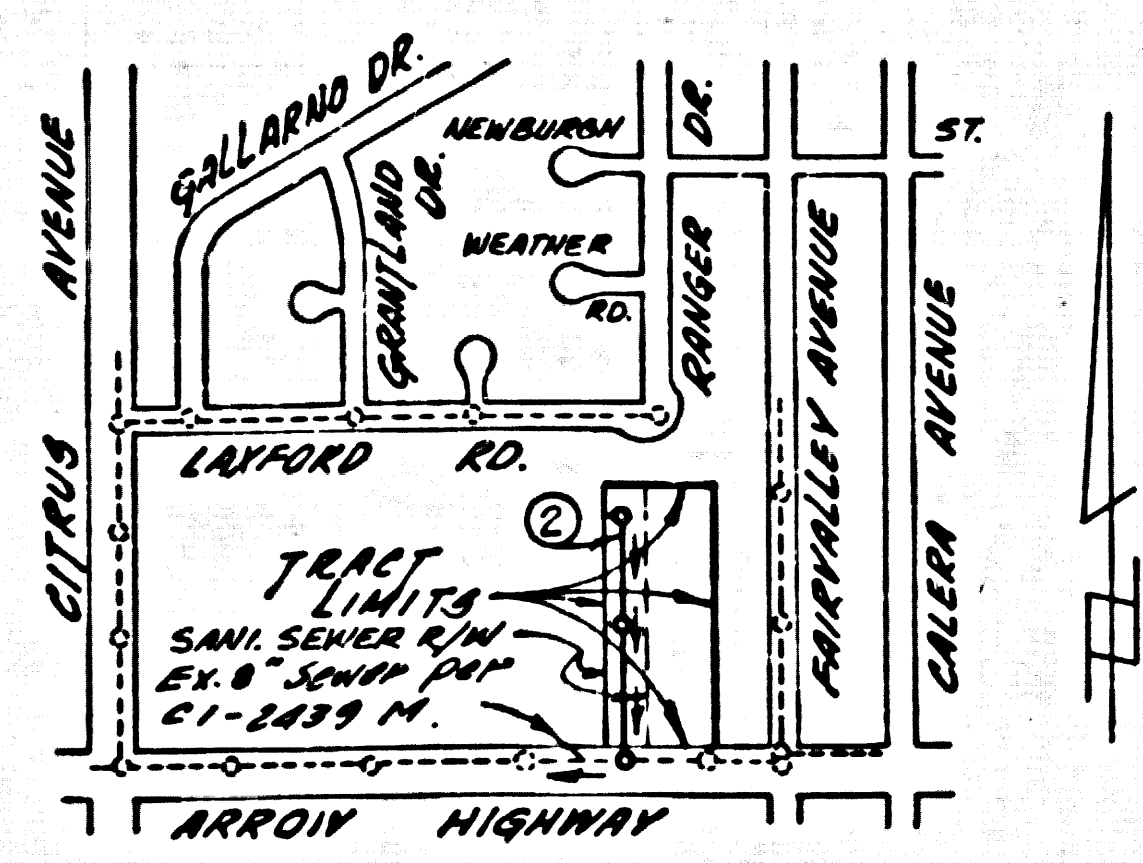 GALLARNO DR.
NEWBURGH
ST.
DR.
RANGER
GRANTLAND
DR.
WEATHER
RD.
CITRUS AVENUE
FAIRVALLEY AVENUE
CALERA AVENUE
LAXFORD RD.
2
TRACT
LIMITS
SANI. SEWER R/W
Ex. 8" Sewer per
C I - 2439 M.
ARROW HIGHWAY